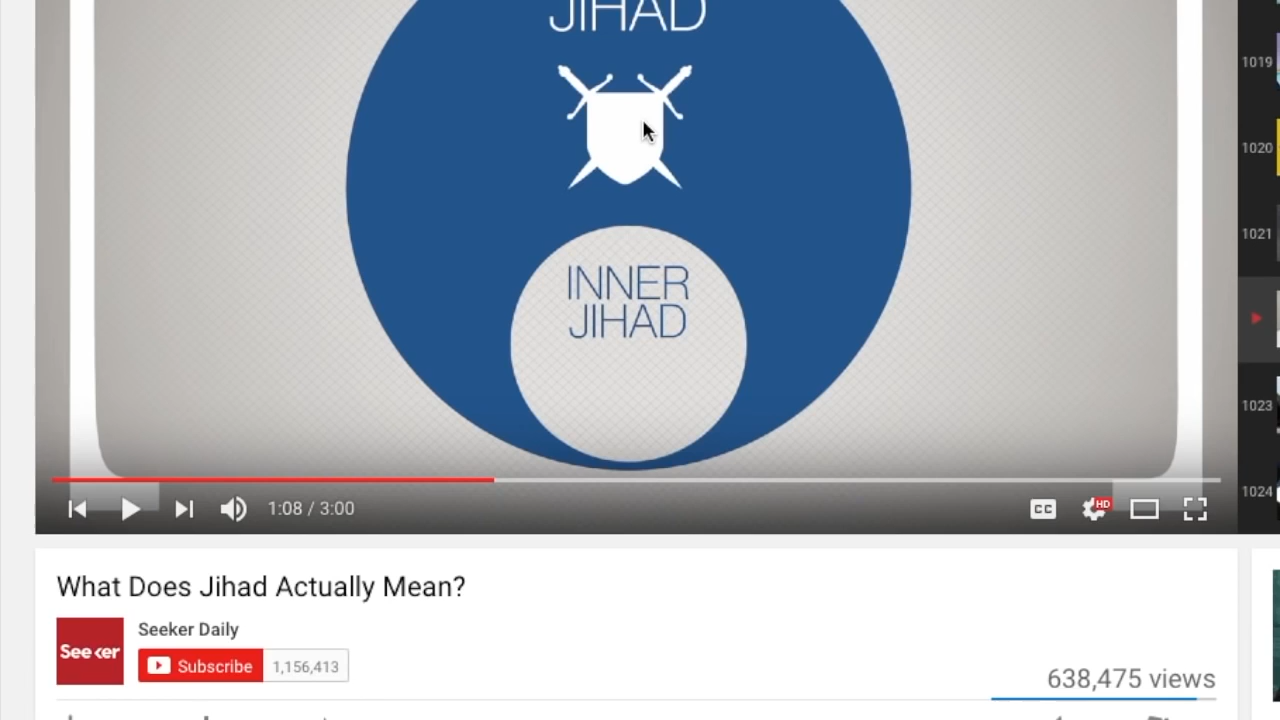 JIHAD
INNER
JIHAD
1019
1020
1021
1023
1024
1:08 / 3:00
CC
HD
What Does Jihad Actually Mean?
Seeker
Seeker Daily
Subscribe 1,156,413
638,475 views